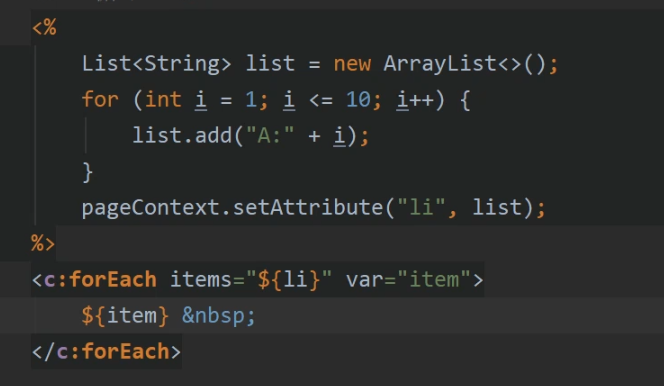 <%
    List<String> list = new ArrayList<>();
    for (int i = 1; i <= 10; i++) {
        list.add("A:" + i);
    }
    pageContext.setAttribute("li", list);
%>
<c:forEach items="${li}" var="item">
    ${item} &nbsp;
</c:forEach>